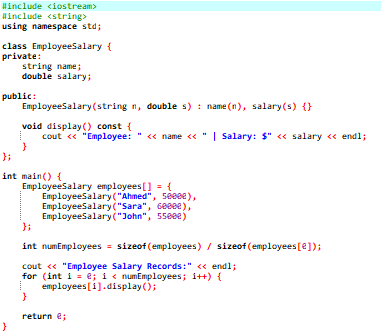 #include <iostream>
#include <string>
using namespace std;

class EmployeeSalary {
private:
    string name;
    double salary;

public:
    EmployeeSalary(string n, double s) : name(n), salary(s) {}

    void display() const {
        cout << "Employee: " << name << " | Salary: $" << salary << endl;
    }
};

int main() {
    EmployeeSalary employees[] = {
        EmployeeSalary("Ahmed", 50000),
        EmployeeSalary("Sara", 60000),
        EmployeeSalary("John", 55000)
    };

    int numEmployees = sizeof(employees) / sizeof(employees[0]);

    cout << "Employee Salary Records:" << endl;
    for (int i = 0; i < numEmployees; i++) {
        employees[i].display();
    }

    return 0;
}